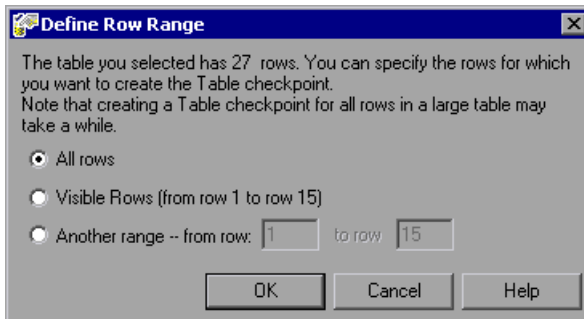 Define Row Range
The table you selected has 27 rows. You can specify the rows for which
you want to create the Table checkpoint.
Note that creating a Table checkpoint for all rows in a large table may
take a while.
All rows
Visible Rows (from row 1 to row 15)
Another range -- from row: 1 to row 15
OK Cancel Help